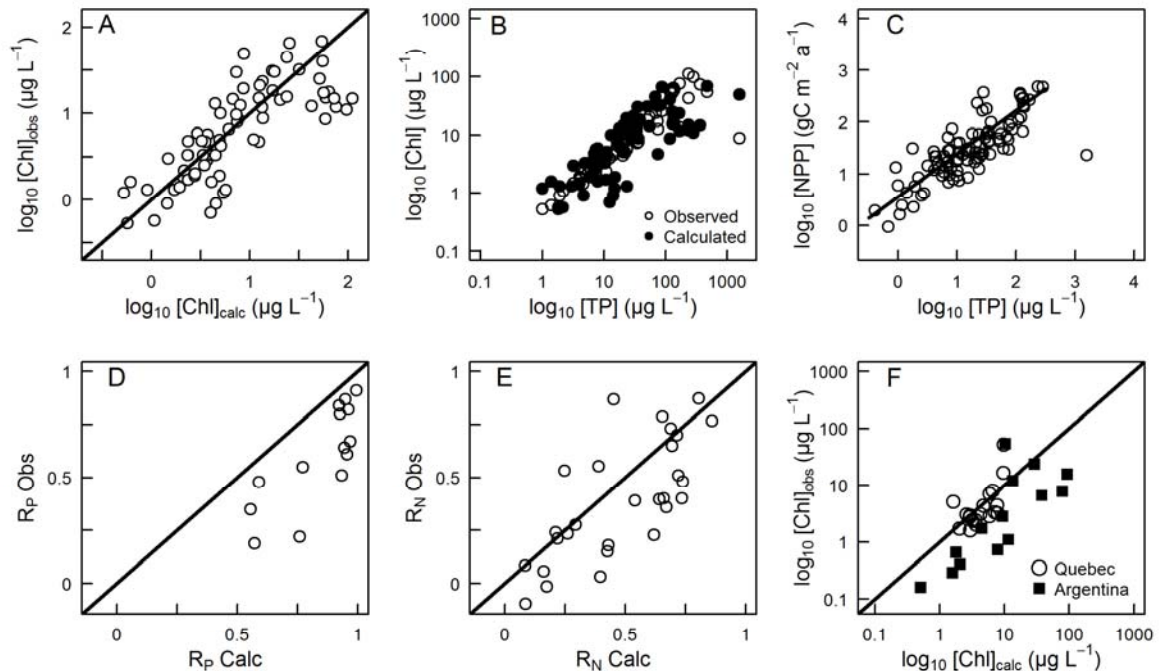 A
2
1
0
0
1
2
log₁₀ [Chl]obs (µg L⁻¹)
log₁₀ [Chl]calc (µg L⁻¹)
B
1000
100
10
1
0.1
0.1
1
10
100
1000
log₁₀ [Chl] (µg L⁻¹)
log₁₀ [TP] (µg L⁻¹)
Observed
Calculated
C
4
3
2
1
0
0
1
2
3
4
log₁₀ [NPP] (gC m⁻² a⁻¹)
log₁₀ [TP] (µg L⁻¹)
D
1
0.5
0
0
0.5
1
R_P Obs
R_P Calc
E
1
0.5
0
0
0.5
1
R_N Obs
R_N Calc
F
1000
100
10
1
0.1
0.1
1
10
100
1000
log₁₀ [Chl]obs (µg L⁻¹)
log₁₀ [Chl]calc (µg L⁻¹)
Quebec
Argentina